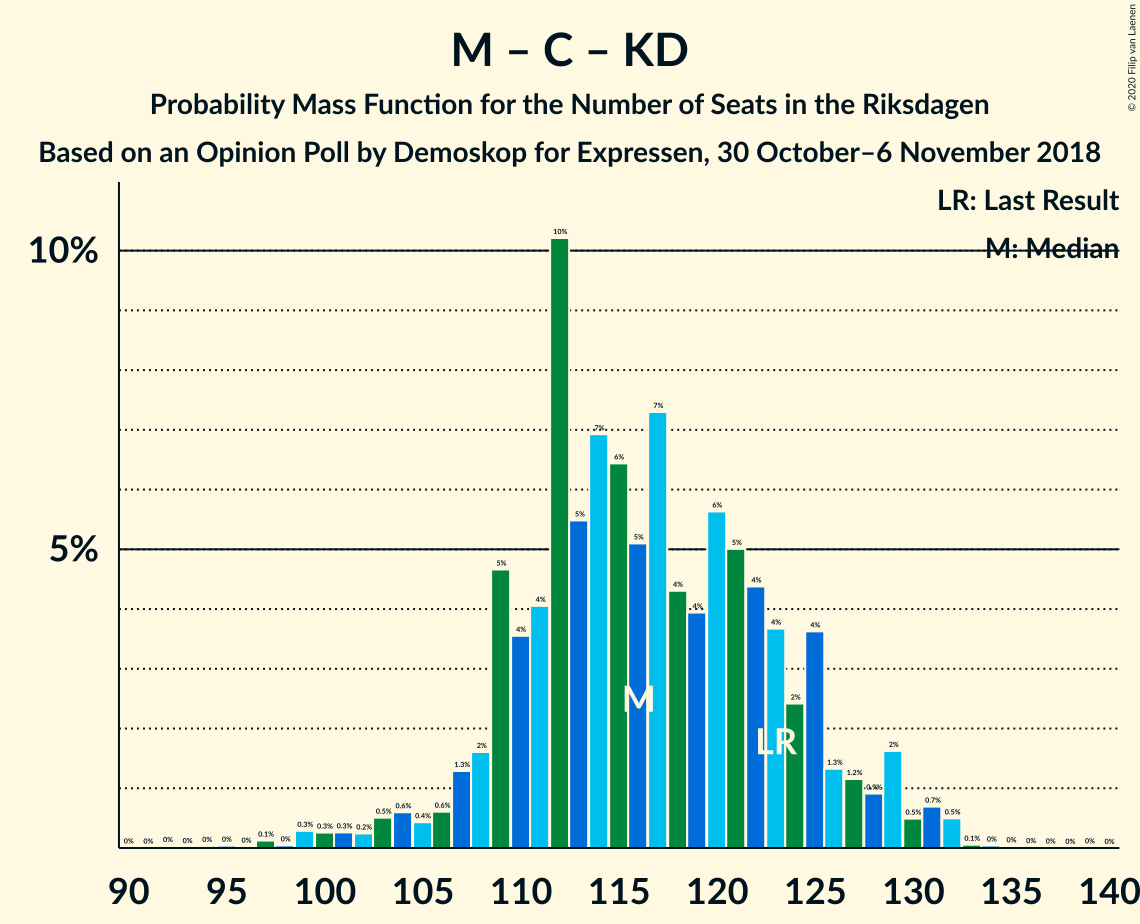 M – C – KD
Probability Mass Function for the Number of Seats in the Riksdagen
Based on an Opinion Poll by Demoskop for Expressen, 30 October–6 November 2018
© 2020 Filip van Laenen
LR: Last Result
M: Median
10%
5%
0% 0% 0% 0% 0% 0% 0% 0.1% 0% 0.3% 0.3% 0.3% 0.2% 0.5% 0.6% 0.4% 0.6% 1.3% 2% 5% 4% 4% 10% 5% 7% 6% 5% 7% 4% 4% 6% 5% 4% 4% 2% 4% 1.3% 1.2% 0.9% 2% 0.5% 0.7% 0.5% 0.1% 0% 0% 0% 0% 0% 0% 0%
M
LR
90 95 100 105 110 115 120 125 130 135 140